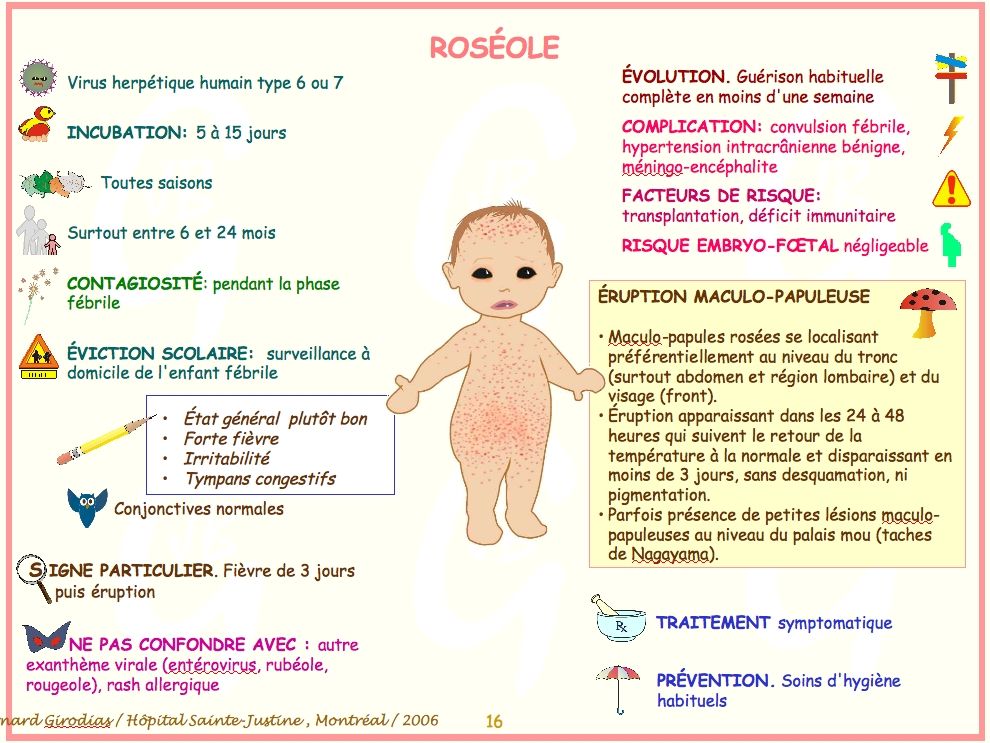 ROSÉOLE
Virus herpétique humain type 6 ou 7
INCUBATION: 5 à 15 jours
Toutes saisons
Surtout entre 6 et 24 mois
CONTAGIOSITÉ: pendant la phase
fébrile
ÉVICTION SCOLAIRE: surveillance à
domicile de l'enfant fébrile
• État général plutôt bon
• Forte fièvre
• Irritabilité
• Tympans congestifs
Conjonctives normales
SIGNE PARTICULIER. Fièvre de 3 jours
puis éruption
NE PAS CONFONDRE AVEC : autre
exanthème virale (entérovirus, rubéole,
rougeole), rash allergique
ÉVOLUTION. Guérison habituelle
complète en moins d'une semaine
COMPLICATION: convulsion fébrile,
hypertension intracrânienne bénigne,
méningo-encéphalite
FACTEURS DE RISQUE:
transplantation, déficit immunitaire
RISQUE EMBRYO-FŒTAL négligeable
ÉRUPTION MACULO-PAPULEUSE
• Maculo-papules rosées se localisant
préférentiellement au niveau du tronc
(surtout abdomen et région lombaire) et du
visage (front).
• Éruption apparaissant dans les 24 à 48
heures qui suivent le retour de la
température à la normale et disparaissant en
moins de 3 jours, sans desquamation, ni
pigmentation.
• Parfois présence de petites lésions maculo-
papuleuses au niveau du palais mou (taches
de Nagayama).
Rx
TRAITEMENT symptomatique
PRÉVENTION. Soins d'hygiène
habituels
nard Girodias / Hôpital Sainte-Justine , Montréal / 2006
16